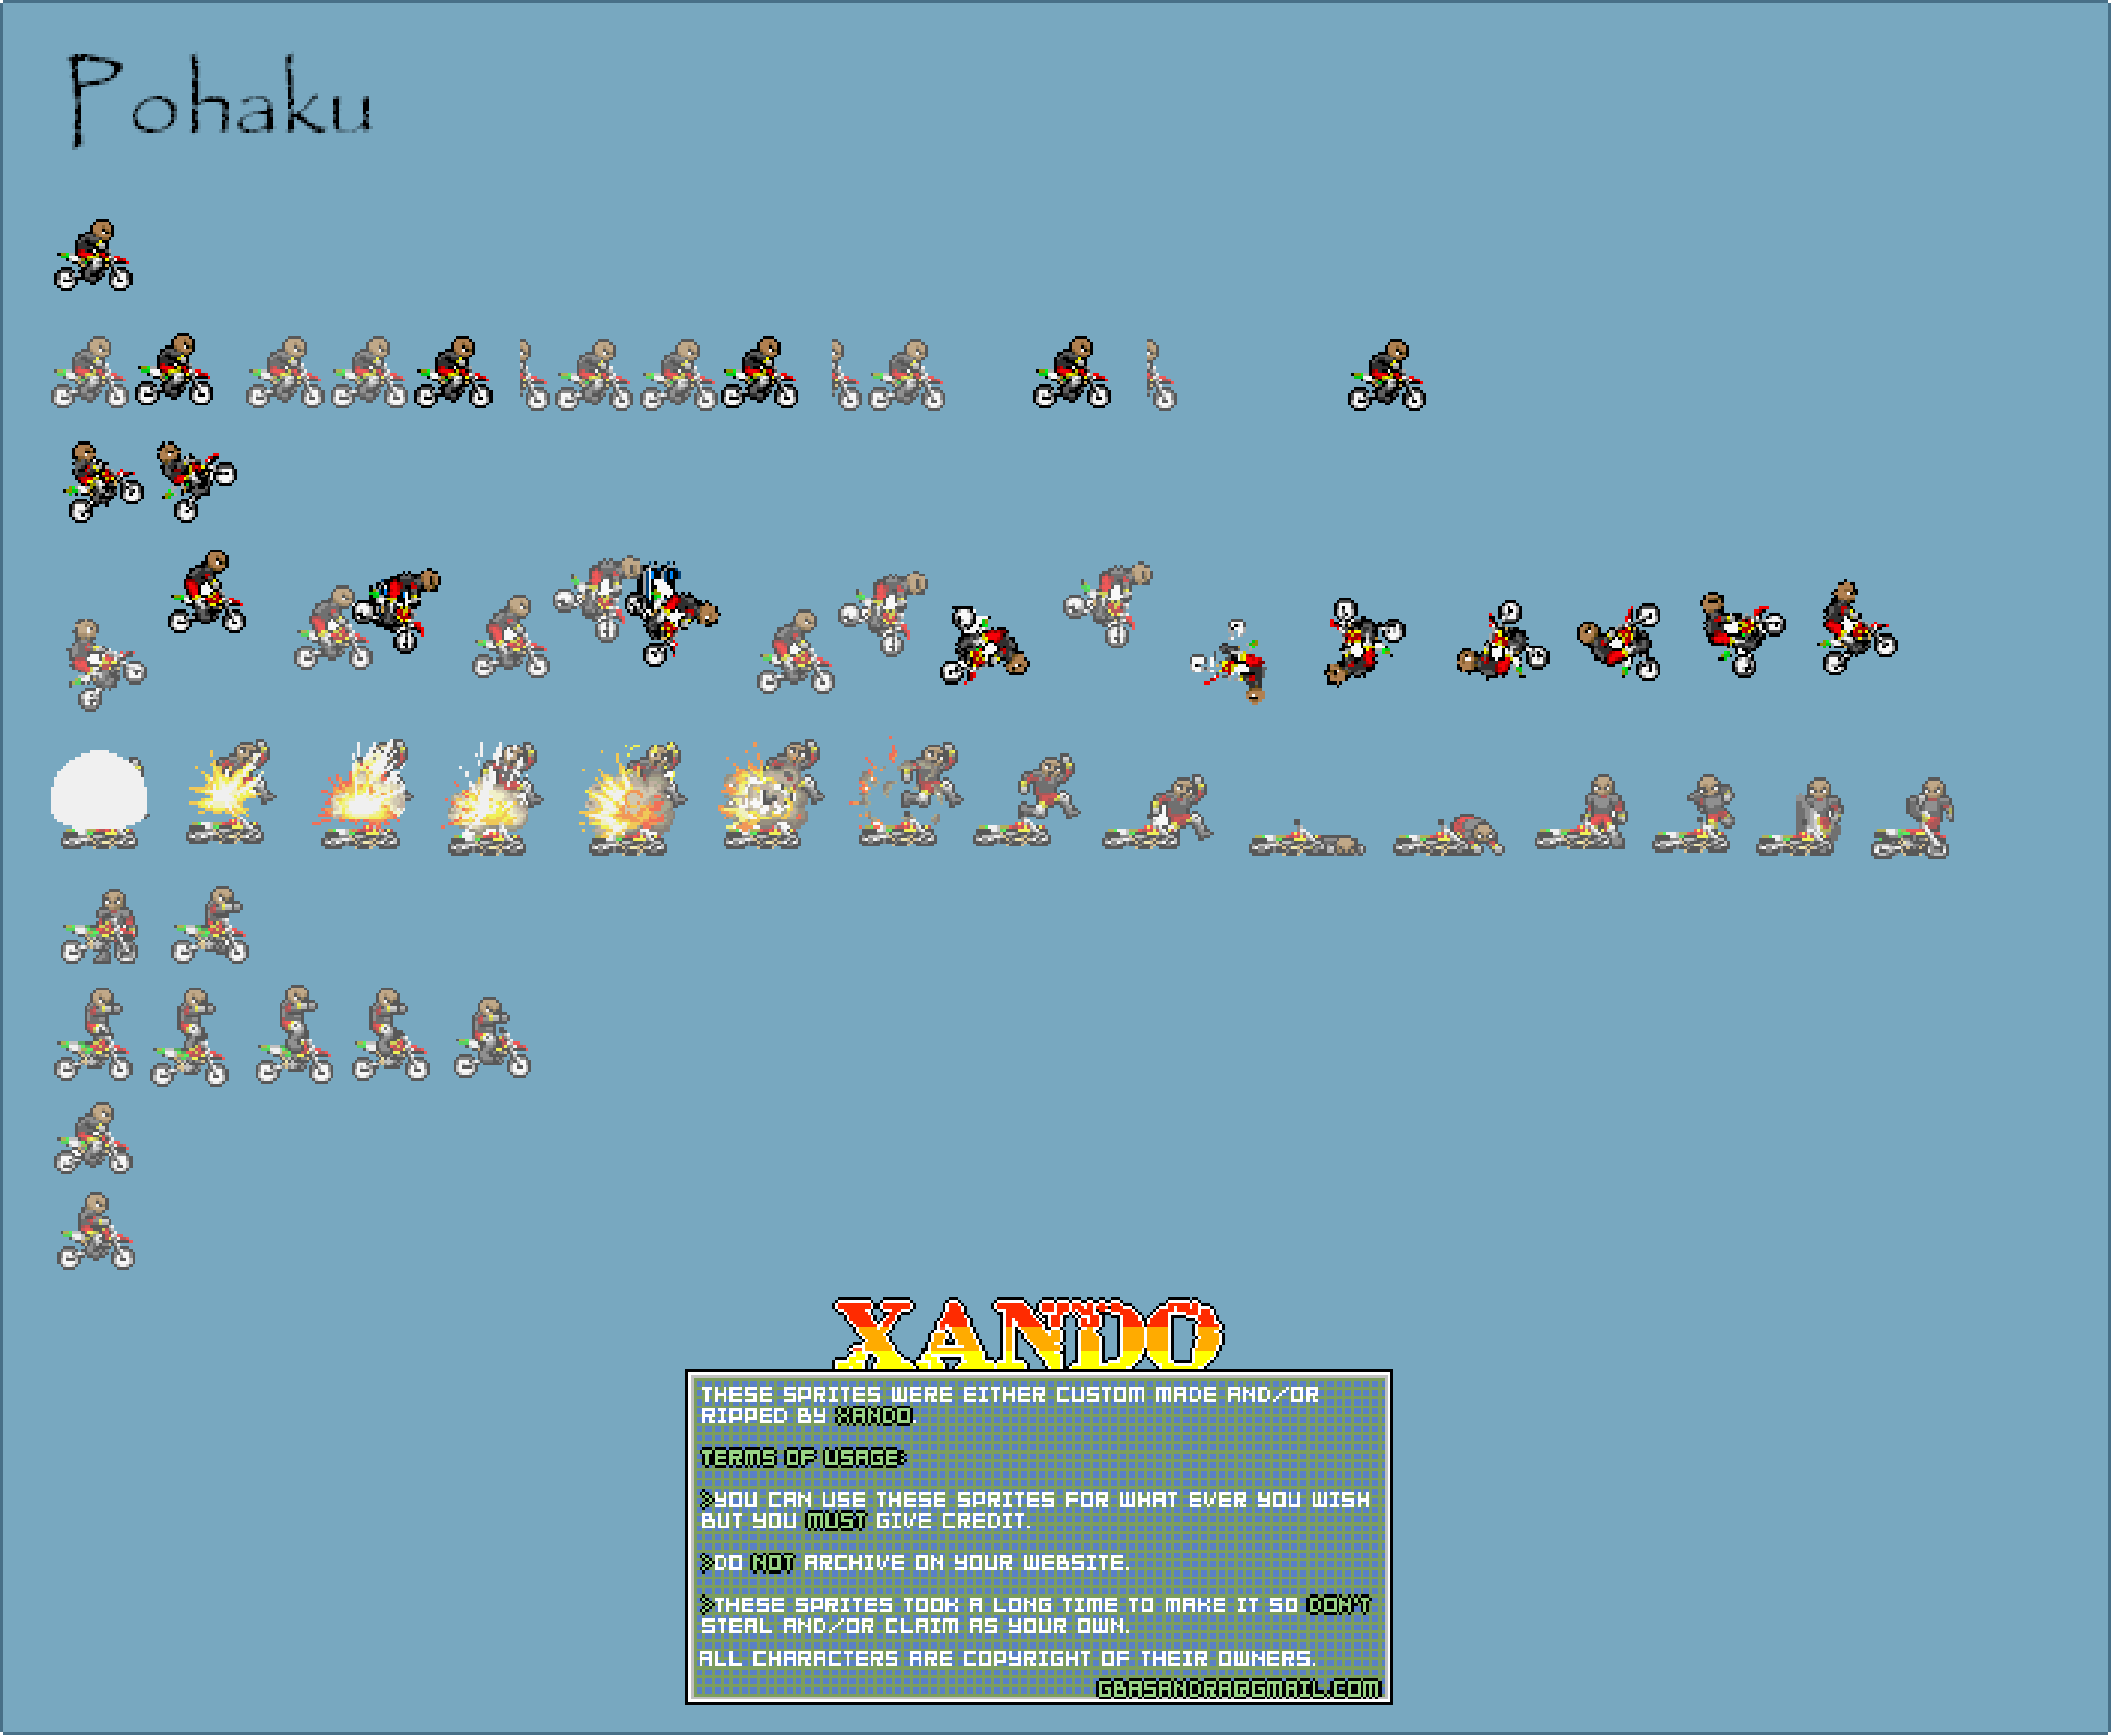 Pohaku
XANDO
THESE SPRITES WERE EITHER CUSTOM MADE AND/OR
RIPPED BY XANDO
TERMS OF USAGE:
>YOU CAN USE THESE SPRITES FOR WHAT EVER YOU WISH
BUT YOU MUST GIVE CREDIT.
>DO NOT ARCHIVE ON YOUR WEBSITE.
>THESE SPRITES TOOK A LONG TIME TO MAKE IT SO DON'T
STEAL AND/OR CLAIM AS YOUR OWN.
ALL CHARACTERS ARE COPYRIGHT OF THEIR OWNERS.
GBASANDRA@GMAIL.COM